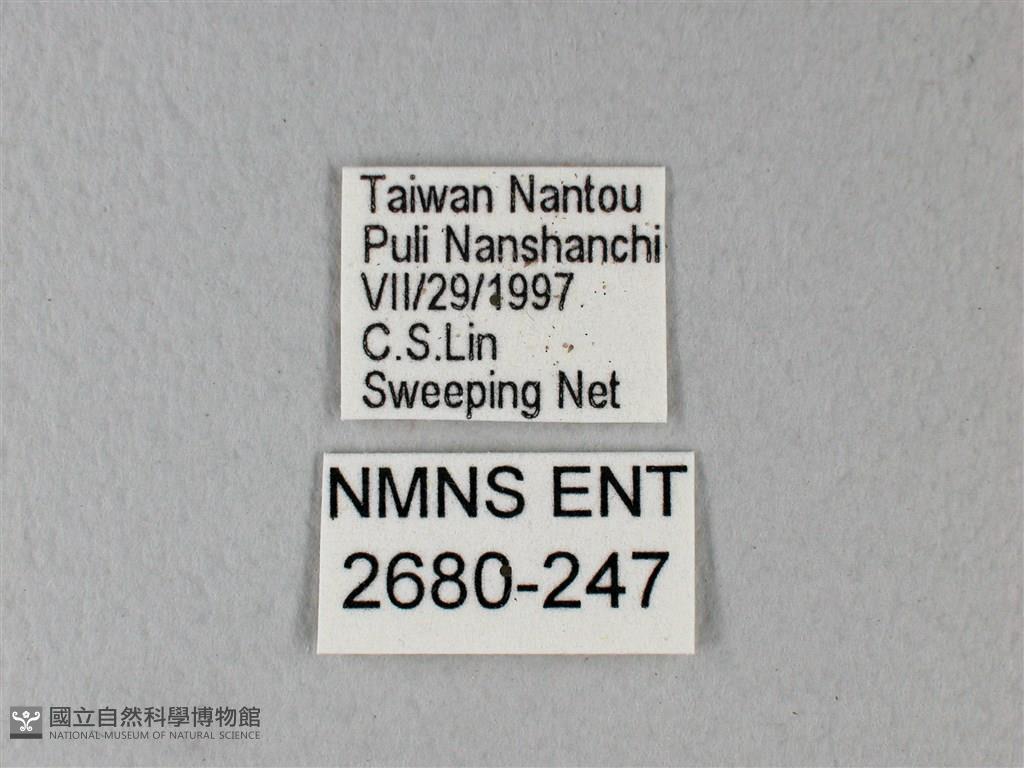 Taiwan Nantou
Puli Nanshanchi
VII/29/1997
C.S.Lin
Sweeping Net
NMNS ENT
2680-247
國立自然科學博物館
NATIONAL MUSEUM OF NATURAL SCIENCE